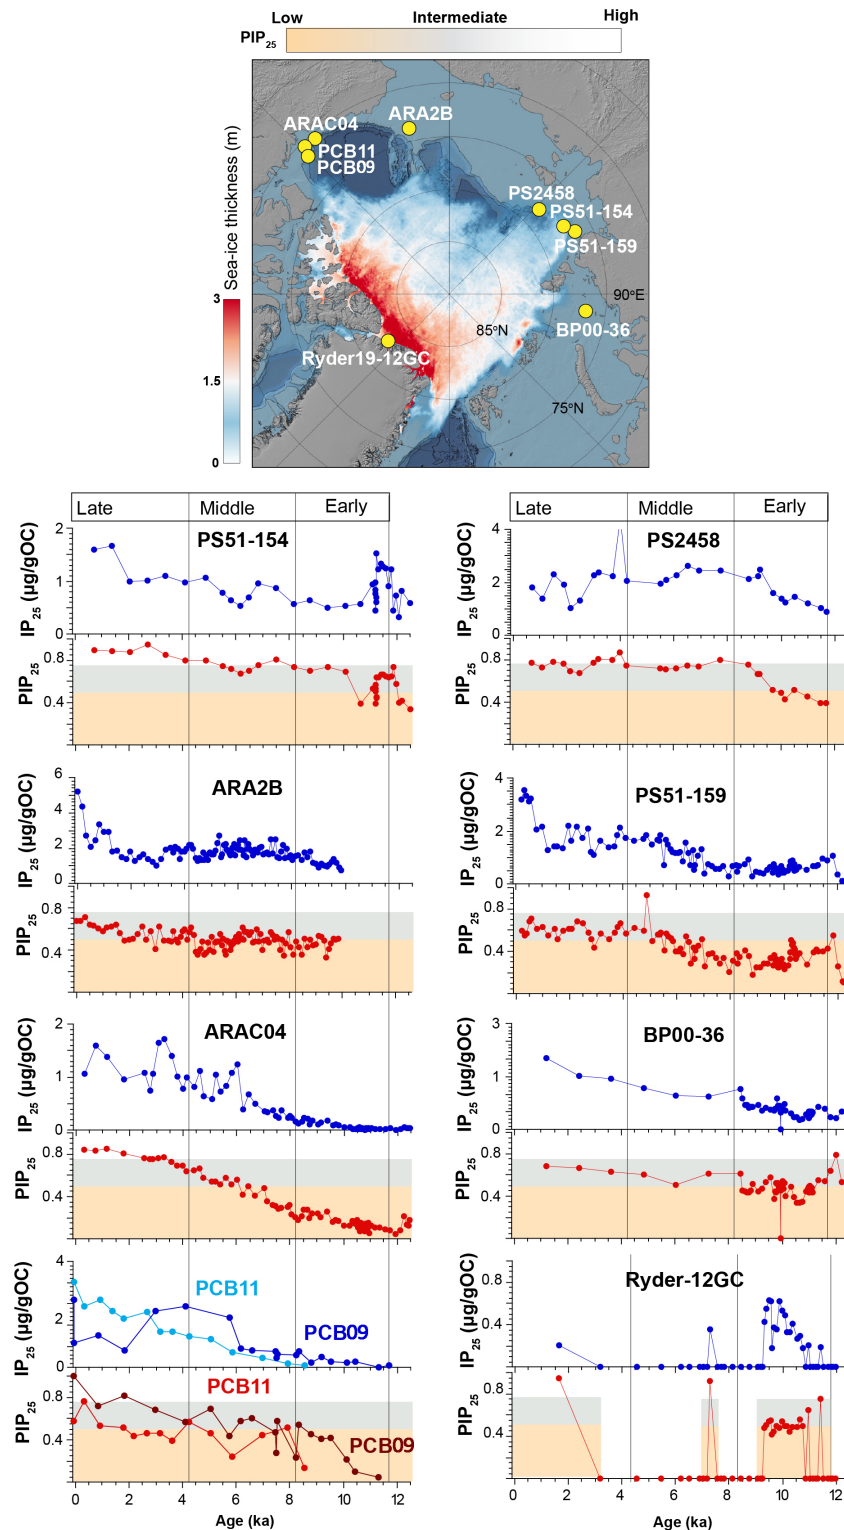 Low Intermediate High
PIP25
ARAC04 ARA2B
PCB11
PCB09
PS2458
PS51-154
PS51-159
90°E
BP00-36
85°N
Ryder19-12GC
75°N
Sea-ice thickness (m)
3
1.5
0
Late Middle Early
PS51-154
IP25 (µg/gOC)
2
1
0
PIP25
0.8
0.4
ARA2B
IP25 (µg/gOC)
6
4
2
0
PIP25
0.8
0.4
ARAC04
IP25 (µg/gOC)
2
1
0
PIP25
0.8
0.4
PCB11
PCB09
IP25 (µg/gOC)
4
2
0
PCB11
PCB09
PIP25
0.8
0.4
0 2 4 6 8 10 12
Age (ka)
Late Middle Early
PS2458
IP25 (µg/gOC)
4
2
0
PIP25
0.8
0.4
PS51-159
IP25 (µg/gOC)
4
2
0
PIP25
0.8
0.4
BP00-36
IP25 (µg/gOC)
3
1
0
PIP25
0.4
Ryder-12GC
IP25 (µg/gOC)
0.8
0.4
0
PIP25
0.8
0.4
0 2 4 6 8 10 12
Age (ka)